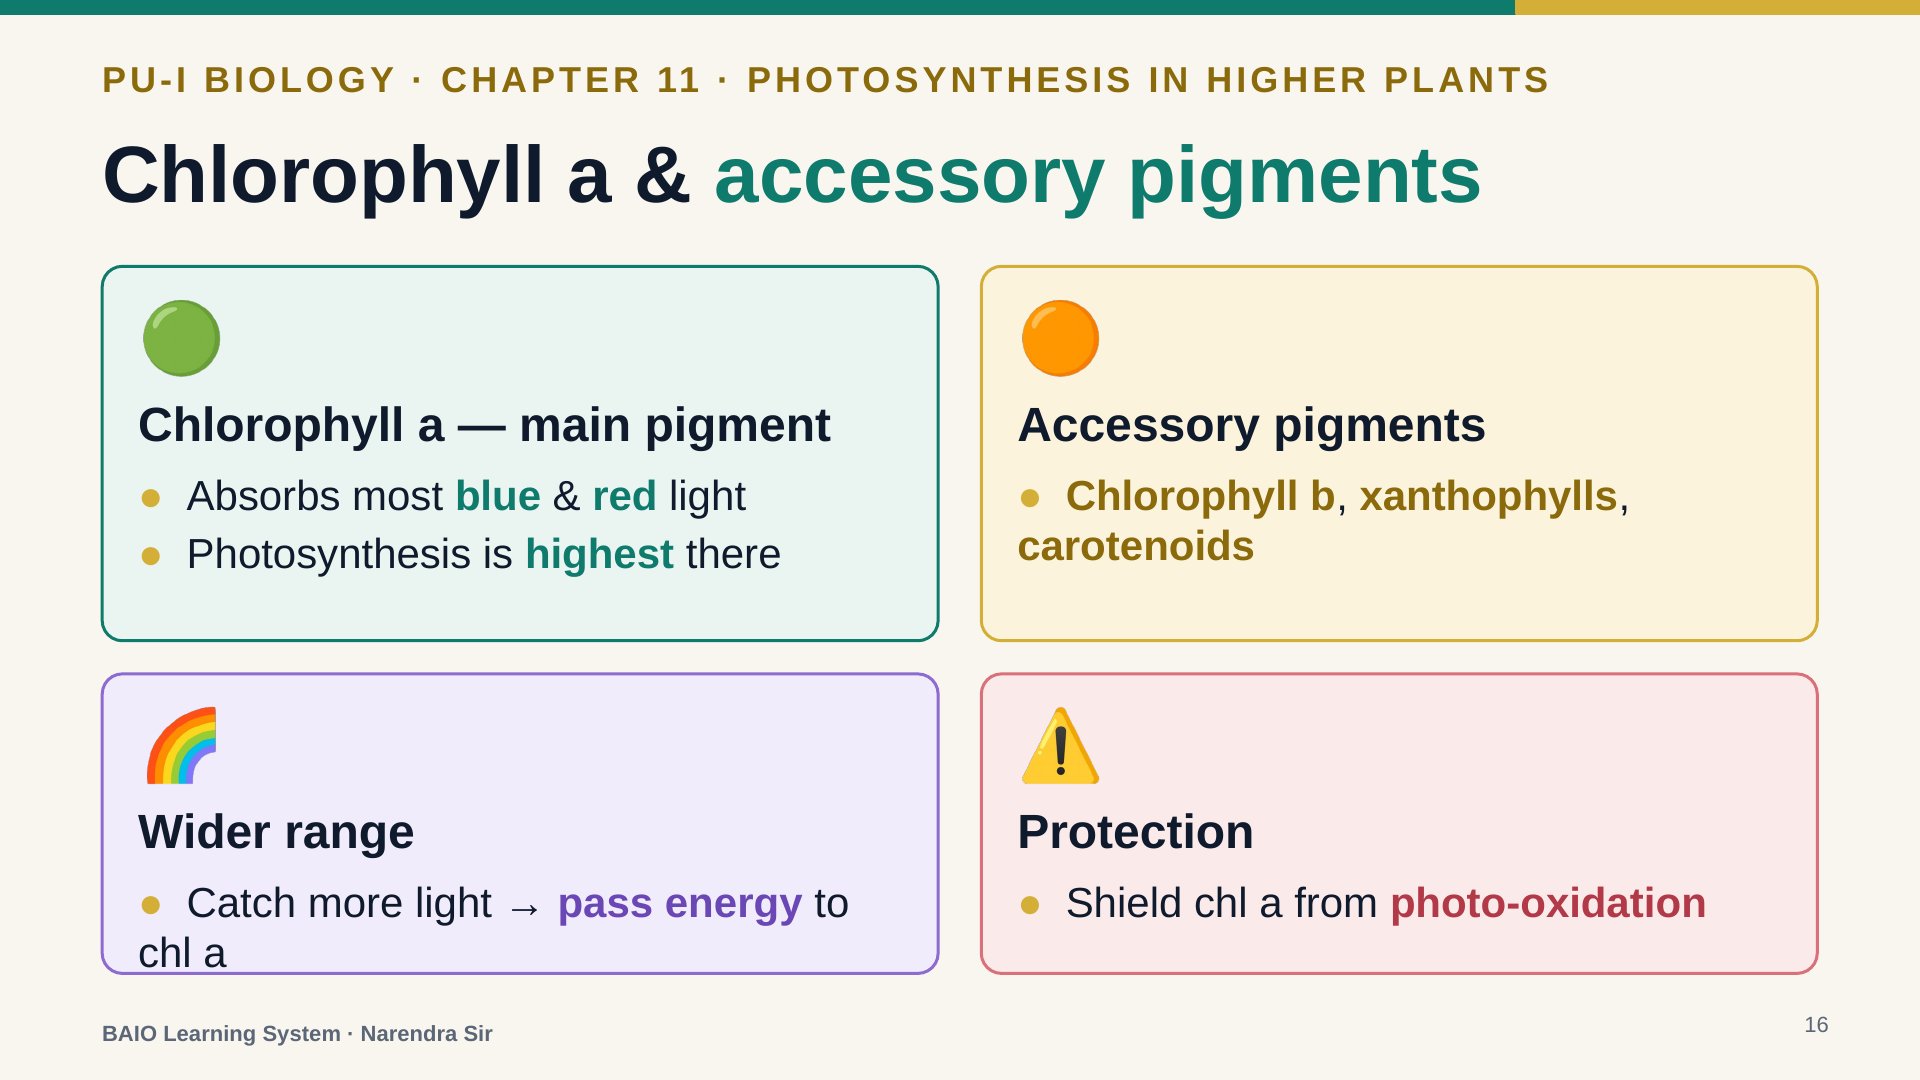 PU-I BIOLOGY · CHAPTER 11 · PHOTOSYNTHESIS IN HIGHER PLANTS
Chlorophyll a & accessory pigments
Chlorophyll a — main pigment
● Absorbs most blue & red light
● Photosynthesis is highest there
Accessory pigments
● Chlorophyll b, xanthophylls,
carotenoids
Wider range
● Catch more light → pass energy to
chl a
Protection
● Shield chl a from photo-oxidation
BAIO Learning System · Narendra Sir
16